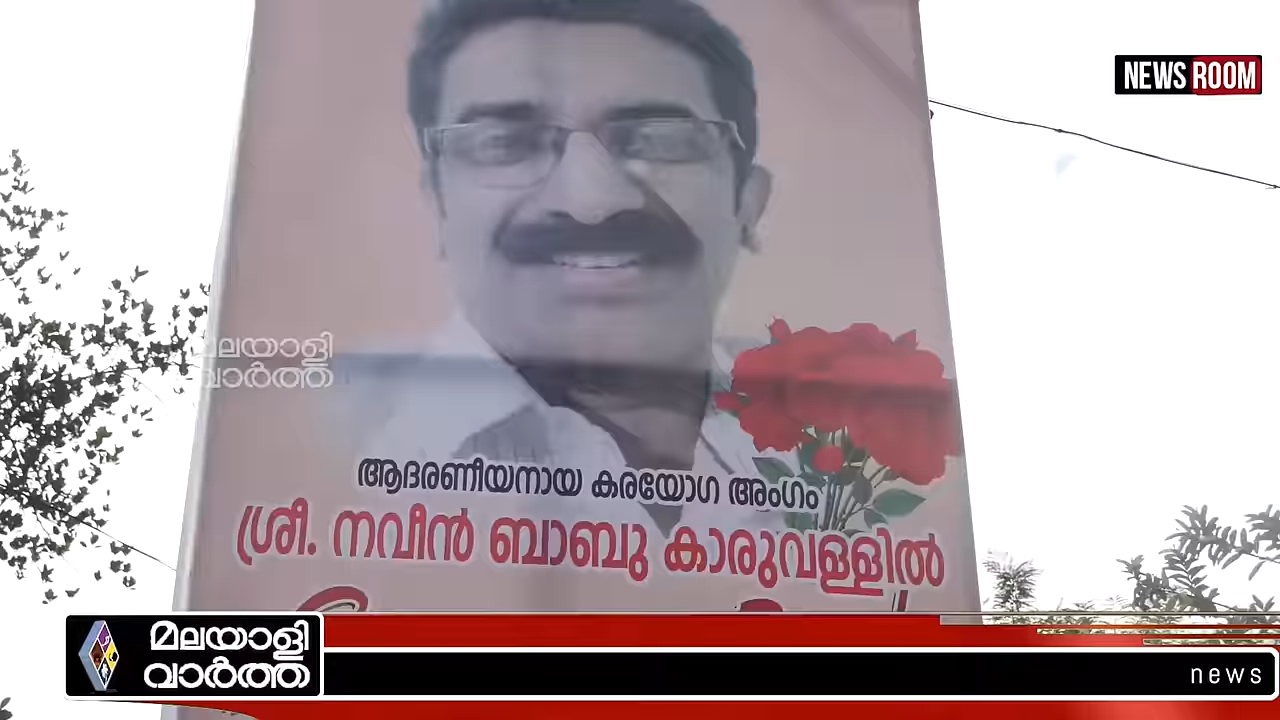 NEWS ROOM
മലയാളി
വാർത്ത
ആദരണീയനായ കരയോഗ അംഗം
ശ്രീ. നവീൻ ബാബു കാരുവള്ളിൽ
മലയാളി
വാർത്ത
news